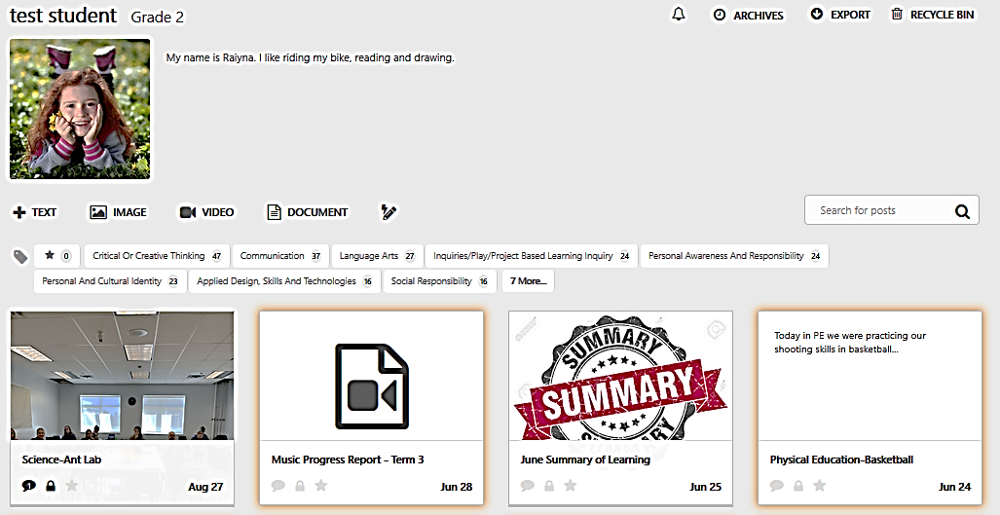 test student Grade 2
ARCHIVES EXPORT RECYCLE BIN
My name is Raiyna. I like riding my bike, reading and drawing.
TEXT IMAGE VIDEO DOCUMENT
Search for posts
0 Critical Or Creative Thinking 47 Communication 37 Language Arts 27 Inquiries/Play/Project Based Learning Inquiry 24 Personal Awareness And Responsibility 24
Personal And Cultural Identity 23 Applied Design, Skills And Technologies 16 Social Responsibility 16 7 More...
SUMMARY
SUMMARY
SUMMARY
Today in PE we were practicing our
shooting skills in basketball...
Science-Ant Lab
1 Aug 27
Music Progress Report - Term 3
Jun 28
June Summary of Learning
Jun 25
Physical Education-Basketball
Jun 24